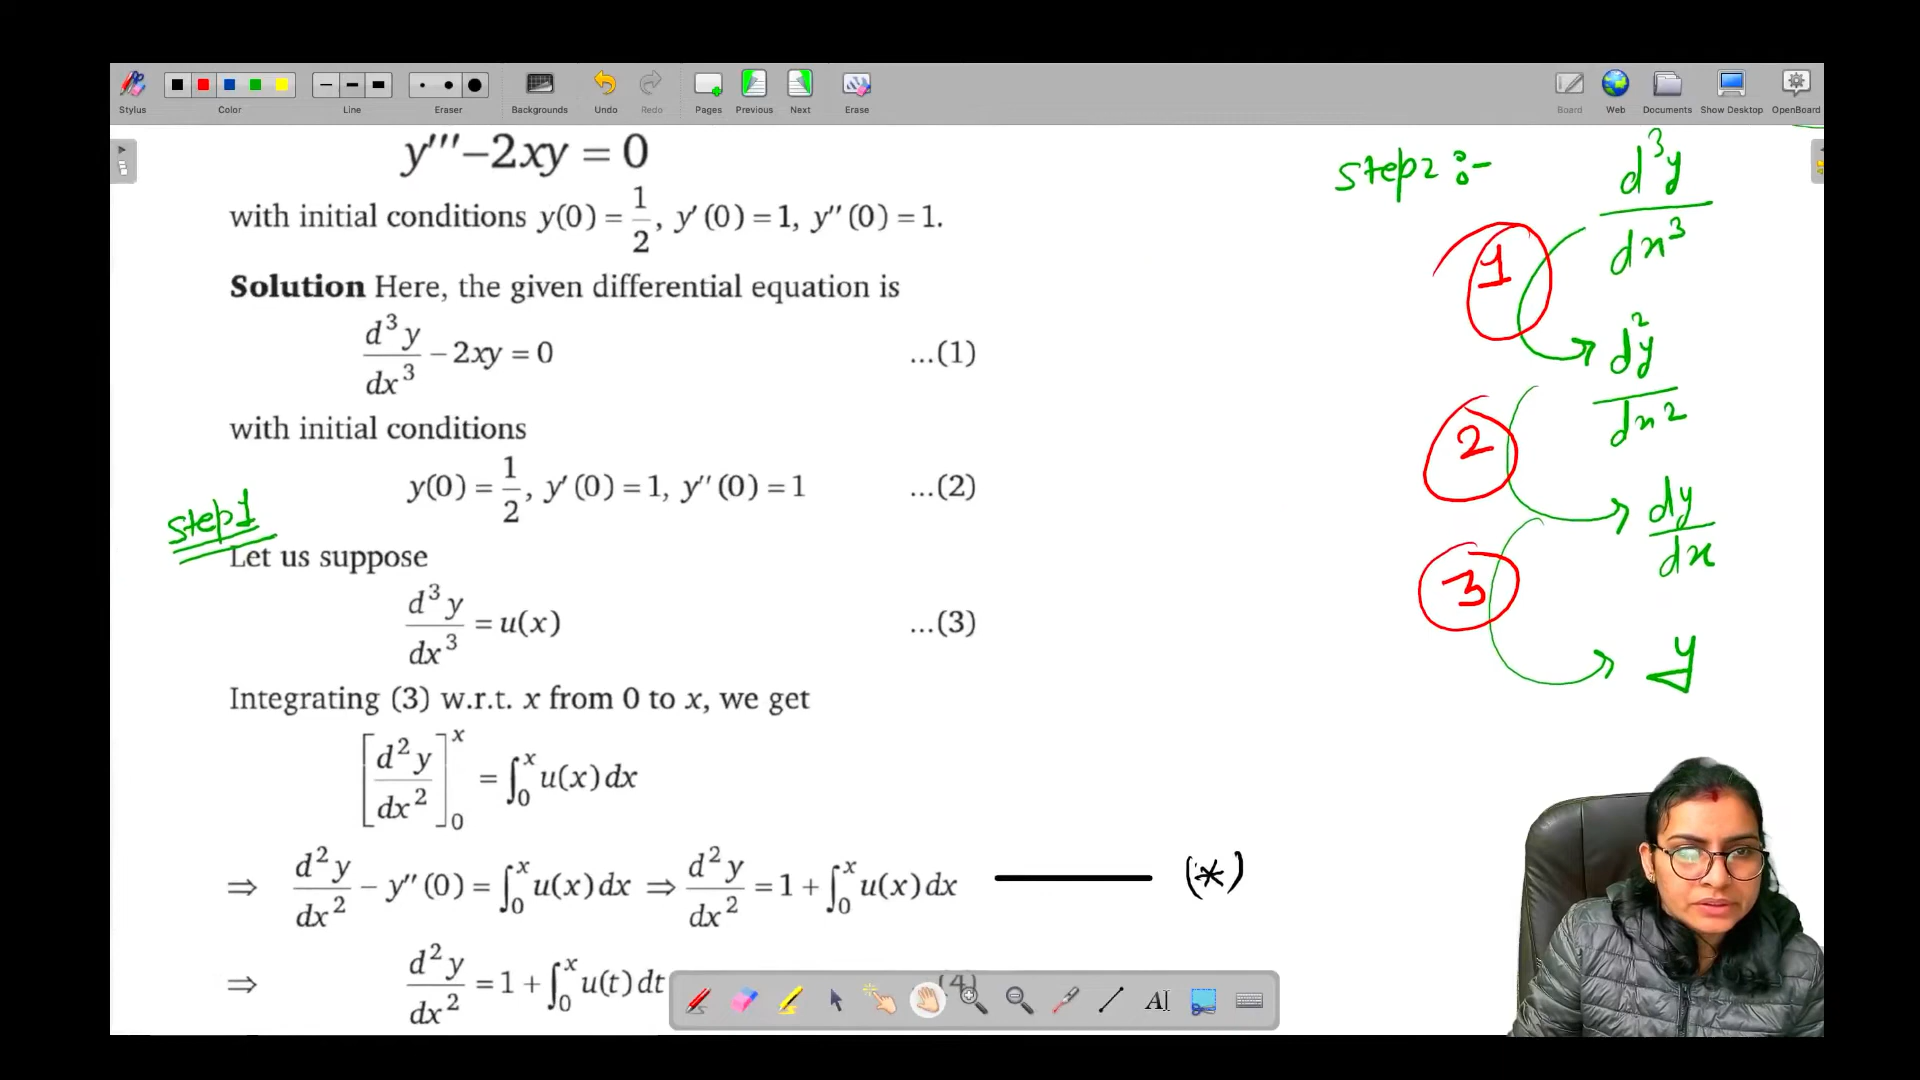 Stylus Color Line Eraser Backgrounds Undo Redo Pages Previous Next Erase Board Web Documents Show Desktop OpenBoard
y'''−2xy = 0
with initial conditions y(0) = 1/2, y'(0) = 1, y''(0) = 1.
Solution Here, the given differential equation is
d³y/dx³ − 2xy = 0 ...(1)
with initial conditions
y(0) = 1/2, y'(0) = 1, y''(0) = 1 ...(2)
step1
Let us suppose
d³y/dx³ = u(x) ...(3)
Integrating (3) w.r.t. x from 0 to x, we get
[d²y/dx²]₀ˣ = ∫₀ˣ u(x) dx
⇒ d²y/dx² − y''(0) = ∫₀ˣ u(x) dx ⇒ d²y/dx² = 1 + ∫₀ˣ u(x) dx —— (*)
⇒ d²y/dx² = 1 + ∫₀ˣ u(t) dt (4)
step2 :-
d³y/dx³
1
d²y/dx²
2
dy/dx
3
y
AI